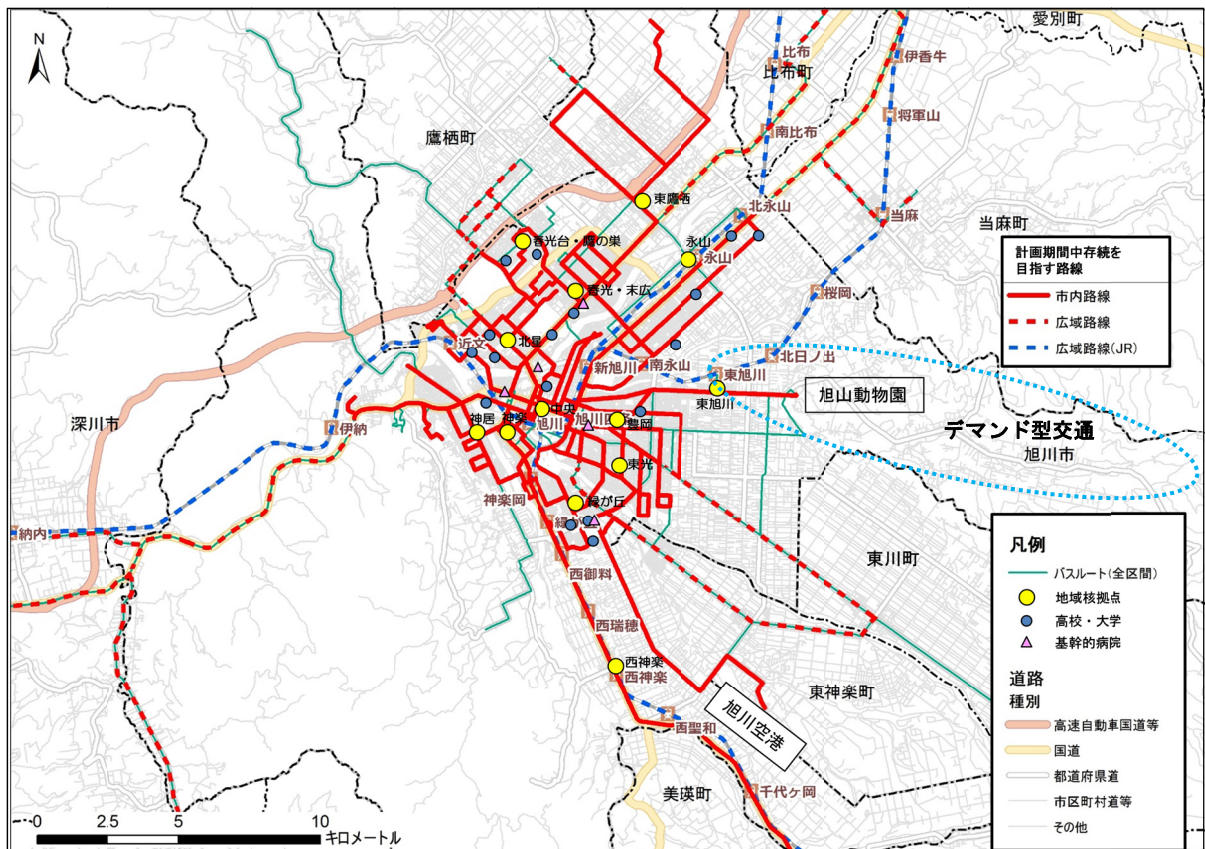 N
愛別町
比布
比布町
伊香牛
将軍山
南比布
鷹栖町
東鷹栖
北永山
当麻
当麻町
春光台・鷹の巣
永山
永山
計画期間中存続を
目指す路線
市内路線
広域路線
広域路線(JR)
春光・末広
桜岡
北星
近文
新旭川
南永山
北日ノ出
東旭川
東旭川
旭山動物園
デマンド型交通
旭川市
深川市
伊納
神居
神楽
中央
旭川
旭川四条
豊岡
東光
神楽岡
緑が丘
緑が丘
納内
西御料
東川町
西瑞穂
西神楽
西神楽
東神楽町
旭川空港
西聖和
美瑛町
千代ヶ岡
凡例
バスルート(全区間)
地域核拠点
高校・大学
基幹的病院
道路
種別
高速自動車国道等
国道
都道府県道
市区町村道等
その他
0 2.5 5 10
キロメートル